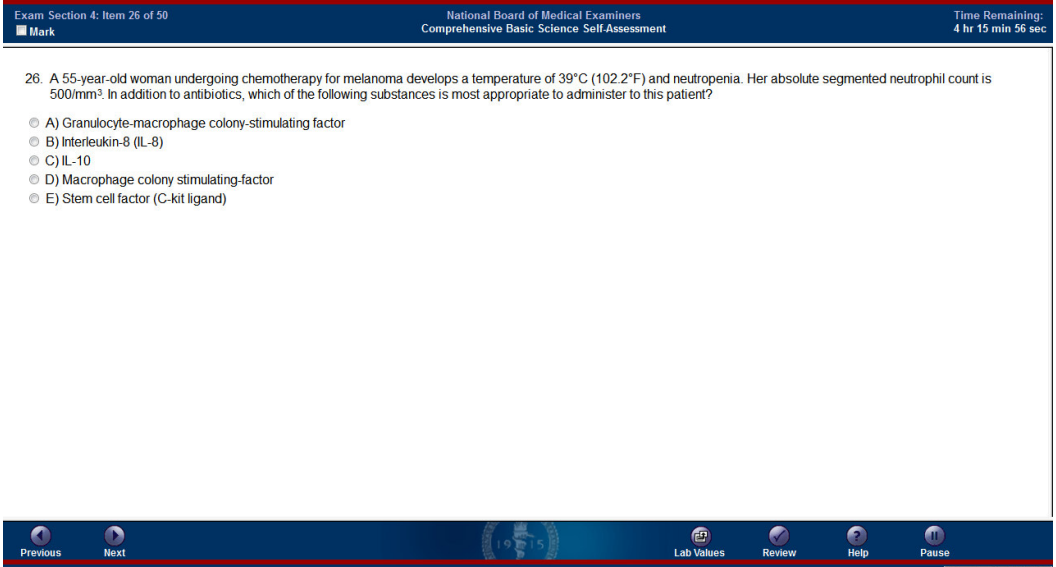 Exam Section 4: Item 26 of 50
National Board of Medical Examiners
Time Remaining:
Mark
Comprehensive Basic Science Self-Assessment
4 hr 15 min 56 sec
26. A 55-year-old woman undergoing chemotherapy for melanoma develops a temperature of 39°C (102.2°F) and neutropenia. Her absolute segmented neutrophil count is
500/mm³. In addition to antibiotics, which of the following substances is most appropriate to administer to this patient?
A) Granulocyte-macrophage colony-stimulating factor
B) Interleukin-8 (IL-8)
C) IL-10
D) Macrophage colony stimulating-factor
E) Stem cell factor (C-kit ligand)
1915
Previous
Next
Lab Values
Review
Help
Pause